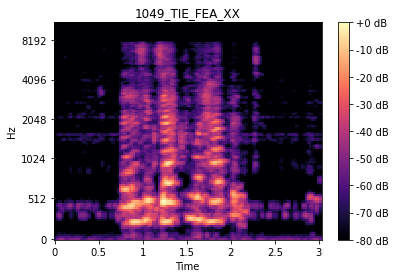 1049_TIE_FEA_XX
+0 dB
8192
-10 dB
4096
-20 dB
-30 dB
2048
-40 dB
Hz
1024
-50 dB
512
-60 dB
-70 dB
0
-80 dB
0 0.5 1 1.5 2 2.5 3
Time